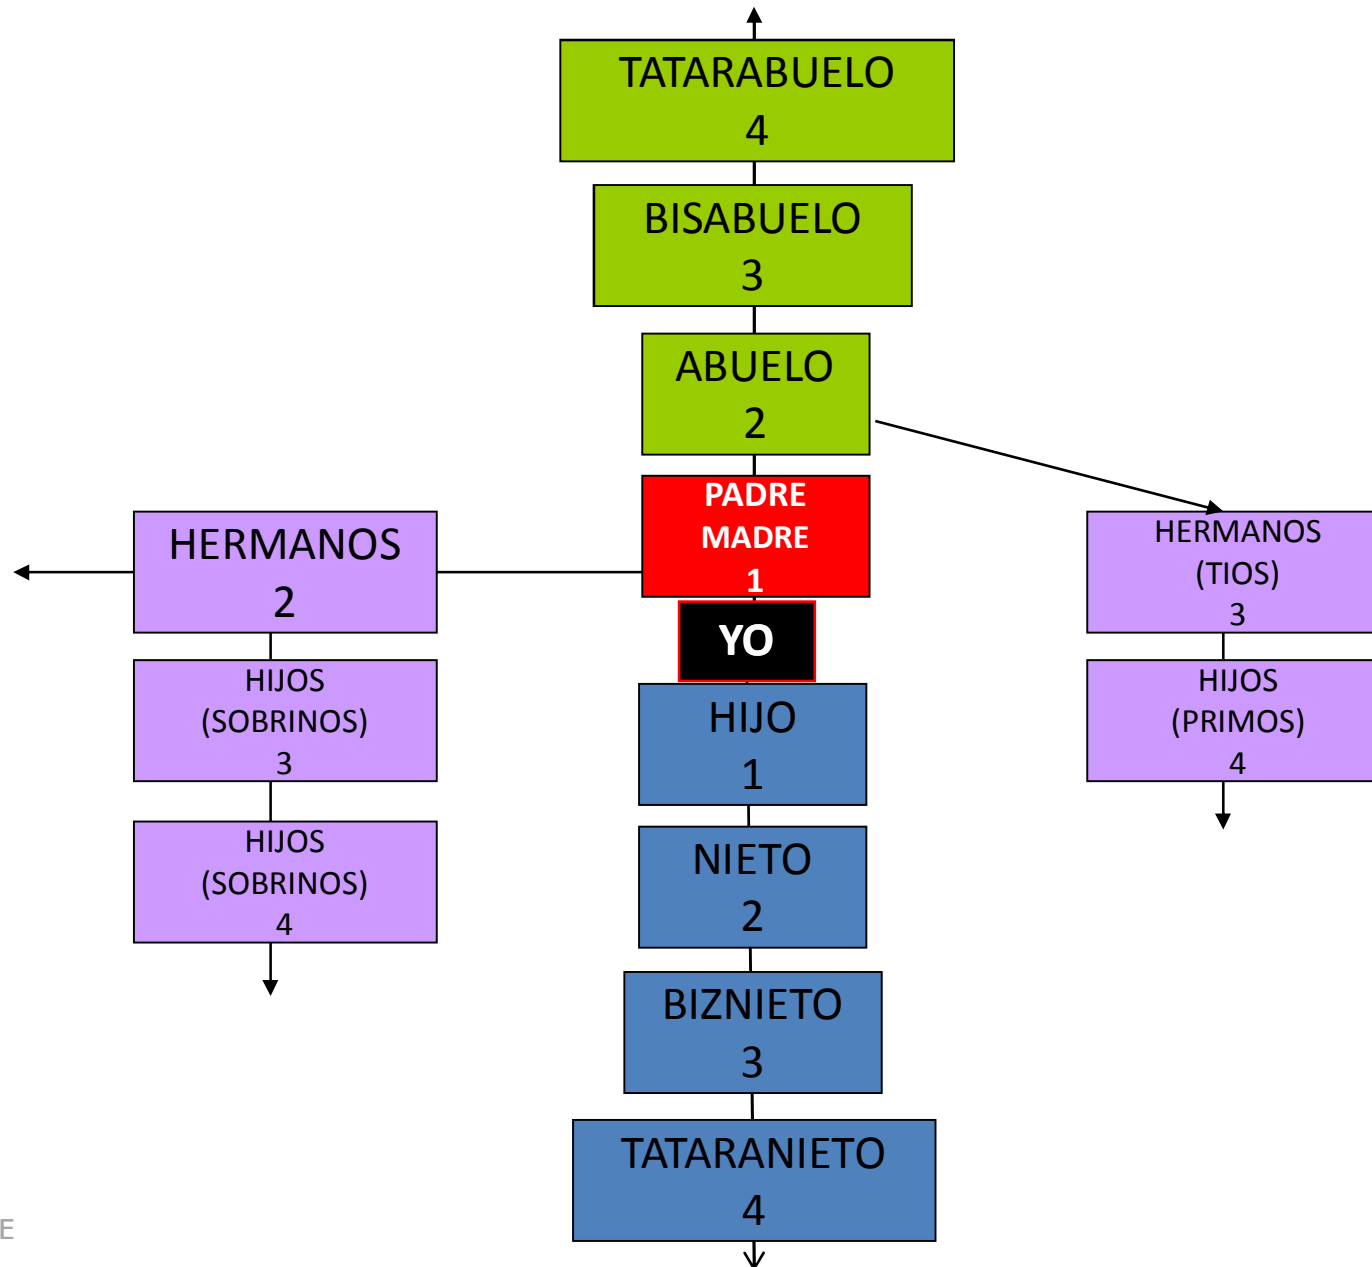 TATARABUELO
4
BISABUELO
3
ABUELO
2
PADRE
MADRE
1
YO
HERMANOS
2
HIJOS
(SOBRINOS)
3
HIJOS
(SOBRINOS)
4
HERMANOS
(TIOS)
3
HIJOS
(PRIMOS)
4
HIJO
1
NIETO
2
BIZNIETO
3
TATARANIETO
4
E